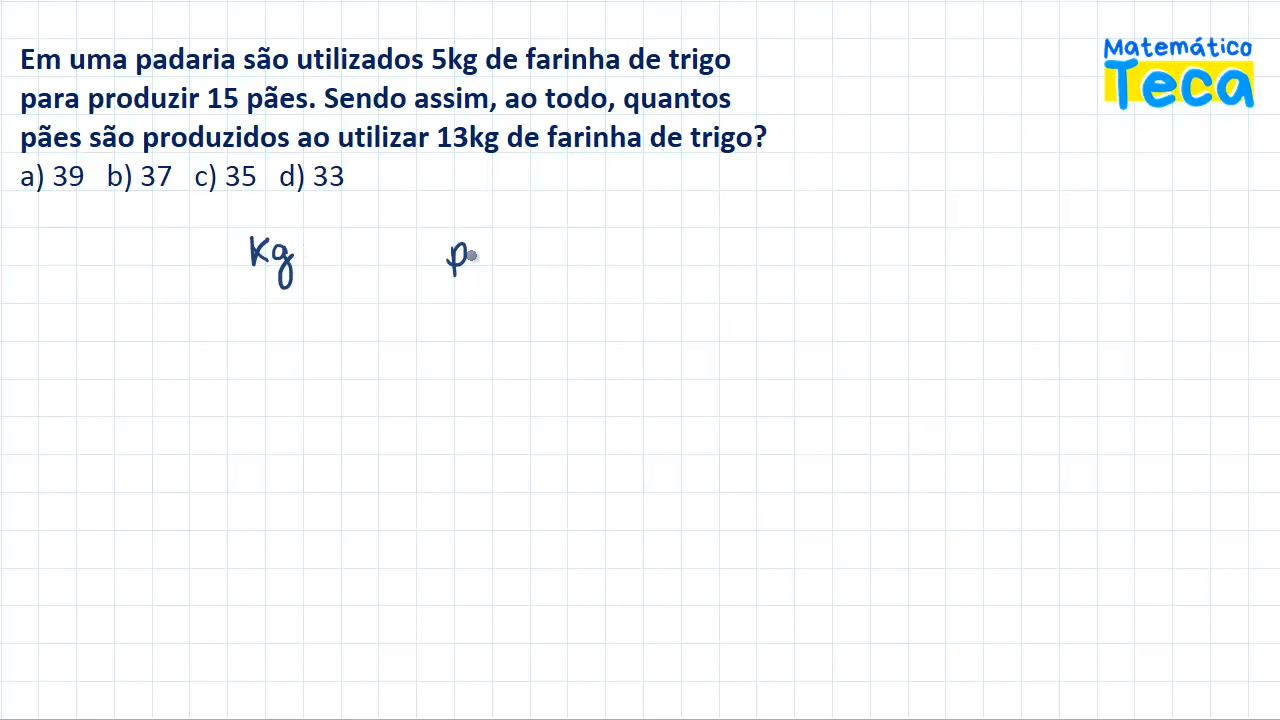 Matemático
Teca
Em uma padaria são utilizados 5kg de farinha de trigo
para produzir 15 pães. Sendo assim, ao todo, quantos
pães são produzidos ao utilizar 13kg de farinha de trigo?
a) 39 b) 37 c) 35 d) 33
Kg p